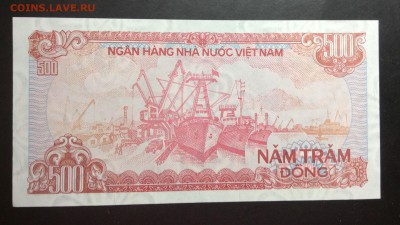 COINS.LAVE.RU
NGÂN HÀNG NHÀ NƯỚC VIỆT NAM
500
500
500
NĂM TRĂM
ĐỒNG